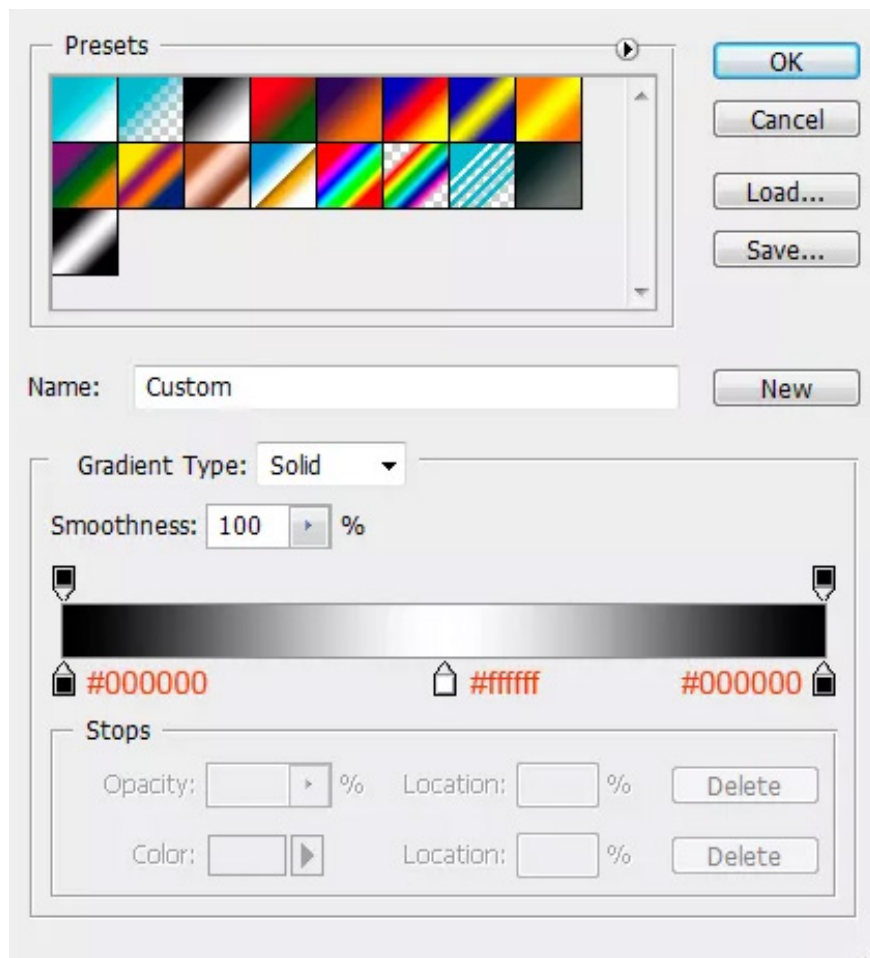 Presets
OK
Cancel
Load...
Save...
Name: Custom
New
Gradient Type: Solid
Smoothness: 100 %
#000000 #ffffff #000000
Stops
Opacity: % Location: % Delete
Color: Location: % Delete